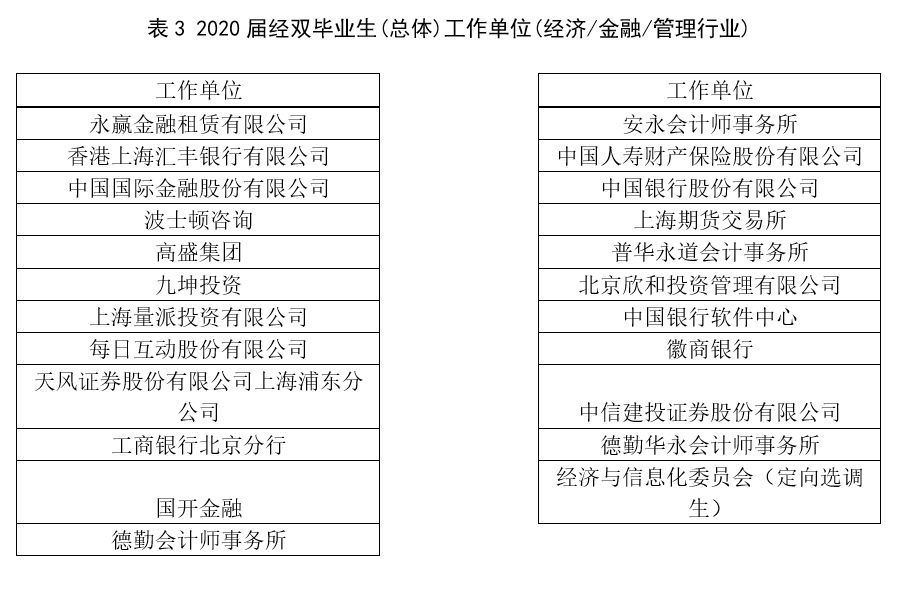 表 3 2020 届经双毕业生(总体)工作单位(经济/金融/管理行业)
工作单位
永赢金融租赁有限公司
香港上海汇丰银行有限公司
中国国际金融股份有限公司
波士顿咨询
高盛集团
九坤投资
上海量派投资有限公司
每日互动股份有限公司
天风证券股份有限公司上海浦东分
公司
工商银行北京分行
国开金融
德勤会计师事务所
工作单位
安永会计师事务所
中国人寿财产保险股份有限公司
中国银行股份有限公司
上海期货交易所
普华永道会计事务所
北京欣和投资管理有限公司
中国银行软件中心
徽商银行
中信建投证券股份有限公司
德勤华永会计师事务所
经济与信息化委员会（定向选调
生）